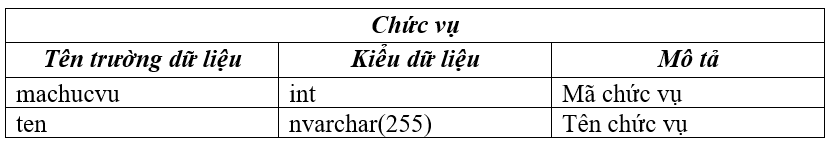 Chức vụ
Tên trường dữ liệu Kiểu dữ liệu Mô tả
machucvu int Mã chức vụ
ten nvarchar(255) Tên chức vụ